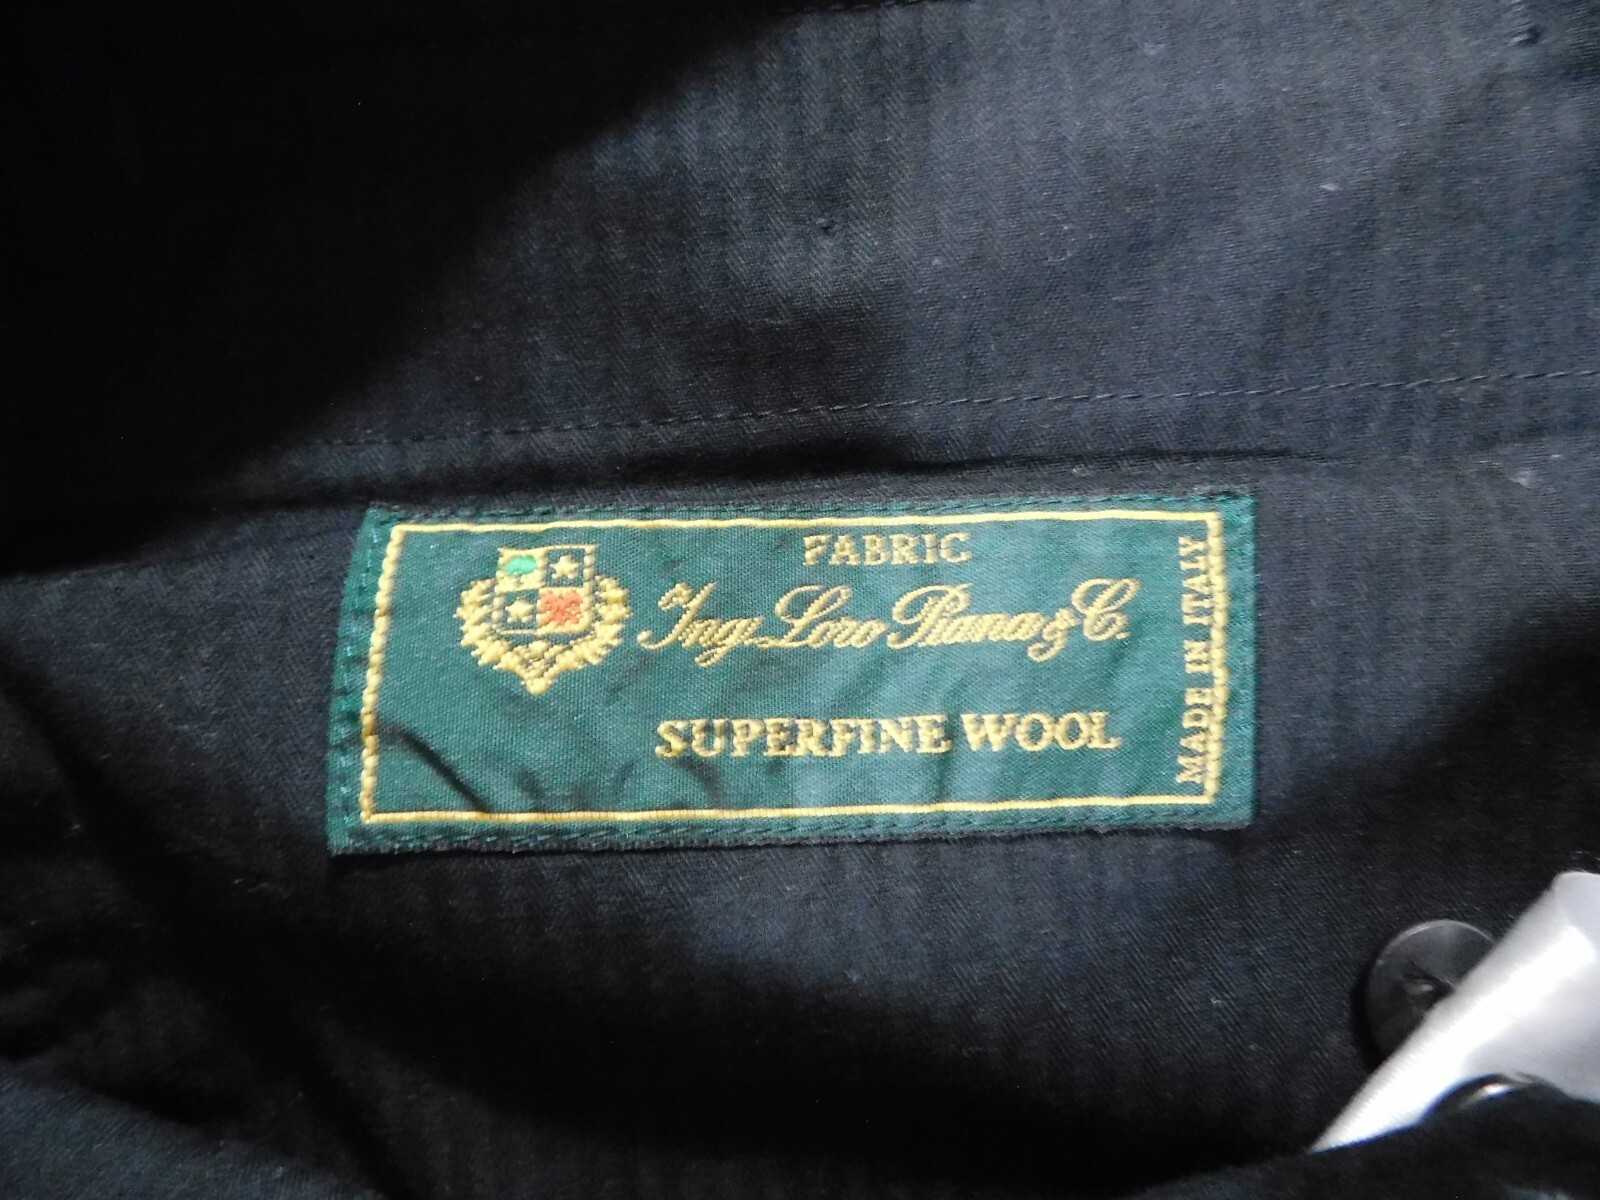 FABRIC
Ing. Loro Piana & C.
SUPERFINE WOOL
MADE IN ITALY